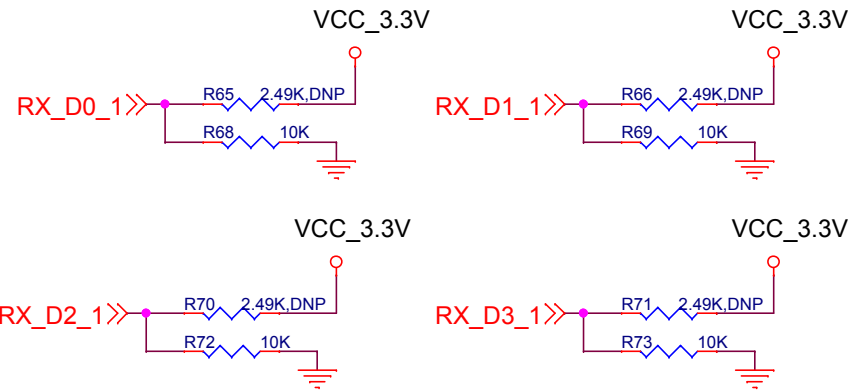 VCC_3.3V VCC_3.3V
RX_D0_1 R65 2.49K,DNP RX_D1_1 R66 2.49K,DNP
R68 10K R69 10K
VCC_3.3V VCC_3.3V
RX_D2_1 R70 2.49K,DNP RX_D3_1 R71 2.49K,DNP
R72 10K R73 10K